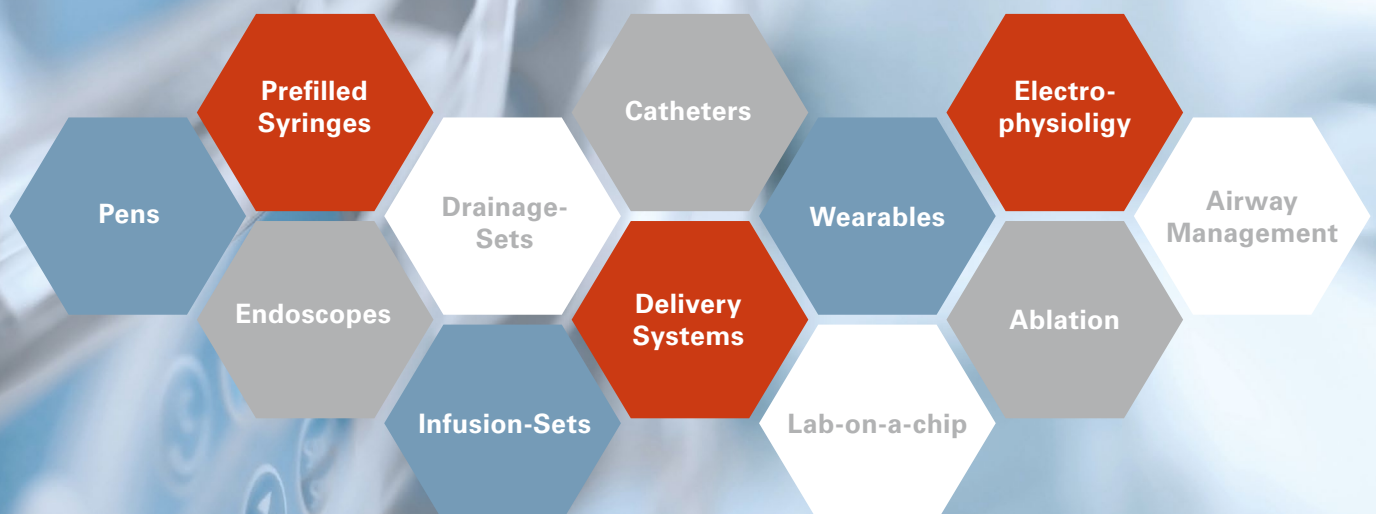 Prefilled
Syringes
Catheters
Electro-
physioligy
Pens
Drainage-
Sets
Wearables
Airway
Management
Endoscopes
Delivery
Systems
Ablation
Infusion-Sets
Lab-on-a-chip